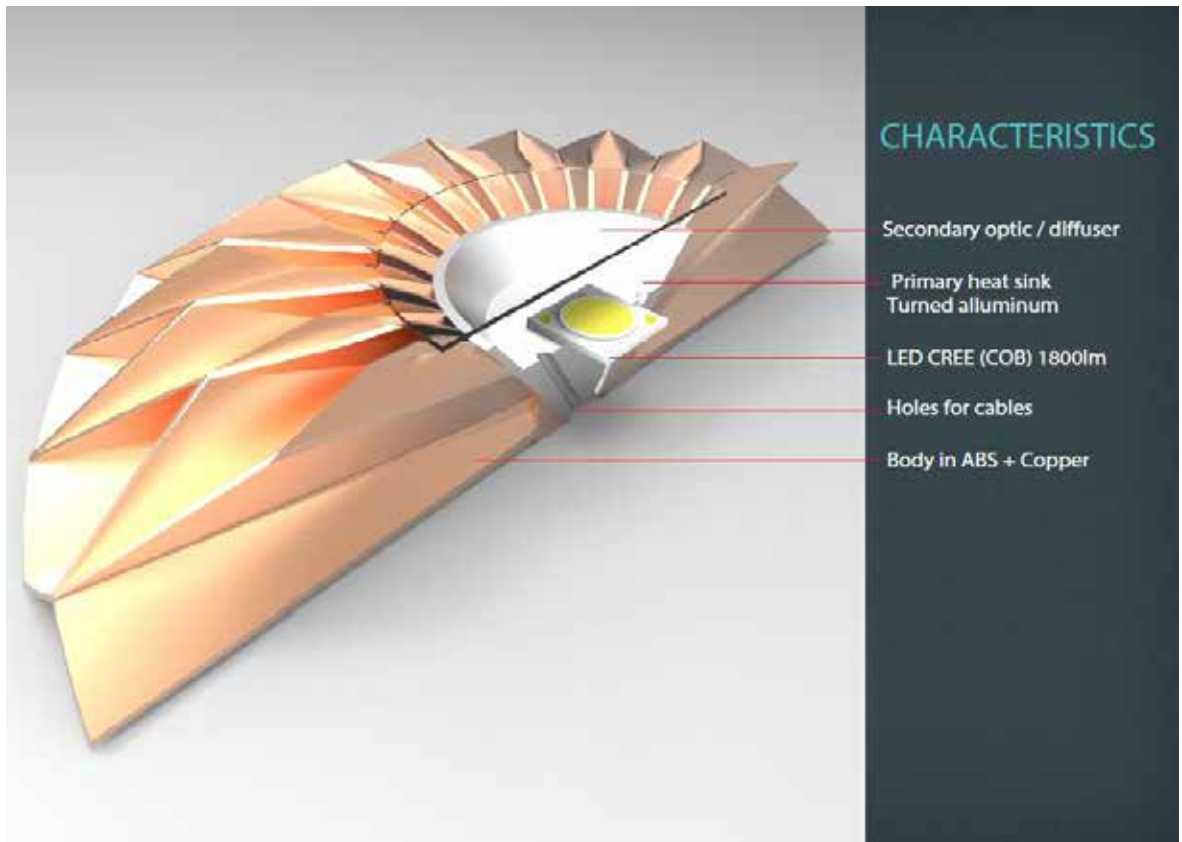 CHARACTERISTICS
Secondary optic / diffuser
Primary heat sink
Turned alluminum
LED CREE (COB) 1800lm
Holes for cables
Body in ABS + Copper